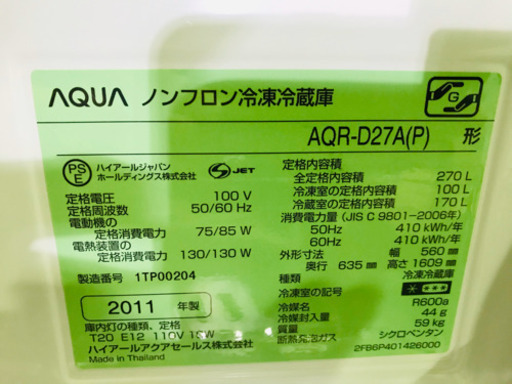 AQUA ノンフロン冷凍冷蔵庫
G
AQR-D27A(P) 形
PS E ハイアールジャパン
ホールディングス株式会社
S JET
定格電圧 100 V
定格周波数 50/60 Hz
電動機の
定格消費電力 75/85 W
電熱装置の
定格消費電力 130/130 W
製造番号 1TP00204
2011 年製
庫内灯の種類、定格
T20 E12 110V 15W
ハイアールアクアセールス株式会社
Made in Thailand
定格内容積
全定格内容積 270 L
冷凍室の定格内容積 100 L
冷蔵室の定格内容積 170 L
消費電力量 (JIS C 9801-2006年)
50Hz 410 kWh/年
60Hz 410 kWh/年
外形寸法 幅 560 mm
奥行 635 mm 高さ 1609 mm
種類 冷凍冷蔵庫
冷凍室の記号
冷媒名 R600a
冷媒封入量 44 g
質量 59 kg
断熱発泡ガス シクロペンタン
2FB6P401426000